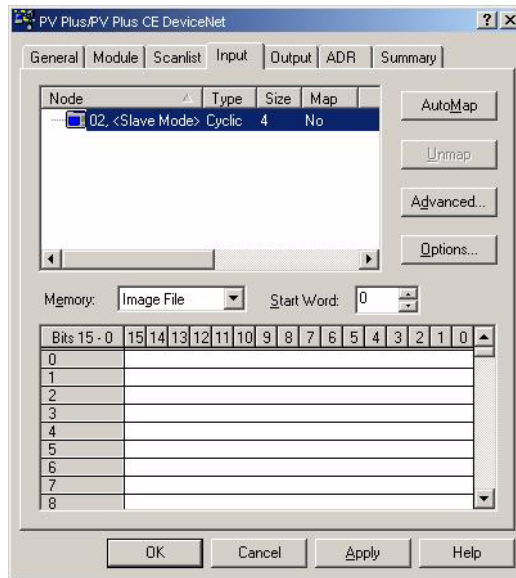 PV Plus/PV Plus CE DeviceNet
General Module Scanlist Input Output ADR Summary
Node Type Size Map
02, <Slave Mode> Cyclic 4 No
AutoMap
Unmap
Advanced...
Options...
Memory: Image File Start Word: 0
Bits 15 - 0 15 14 13 12 11 10 9 8 7 6 5 4 3 2 1 0
0
1
2
3
4
5
6
7
8
OK Cancel Apply Help